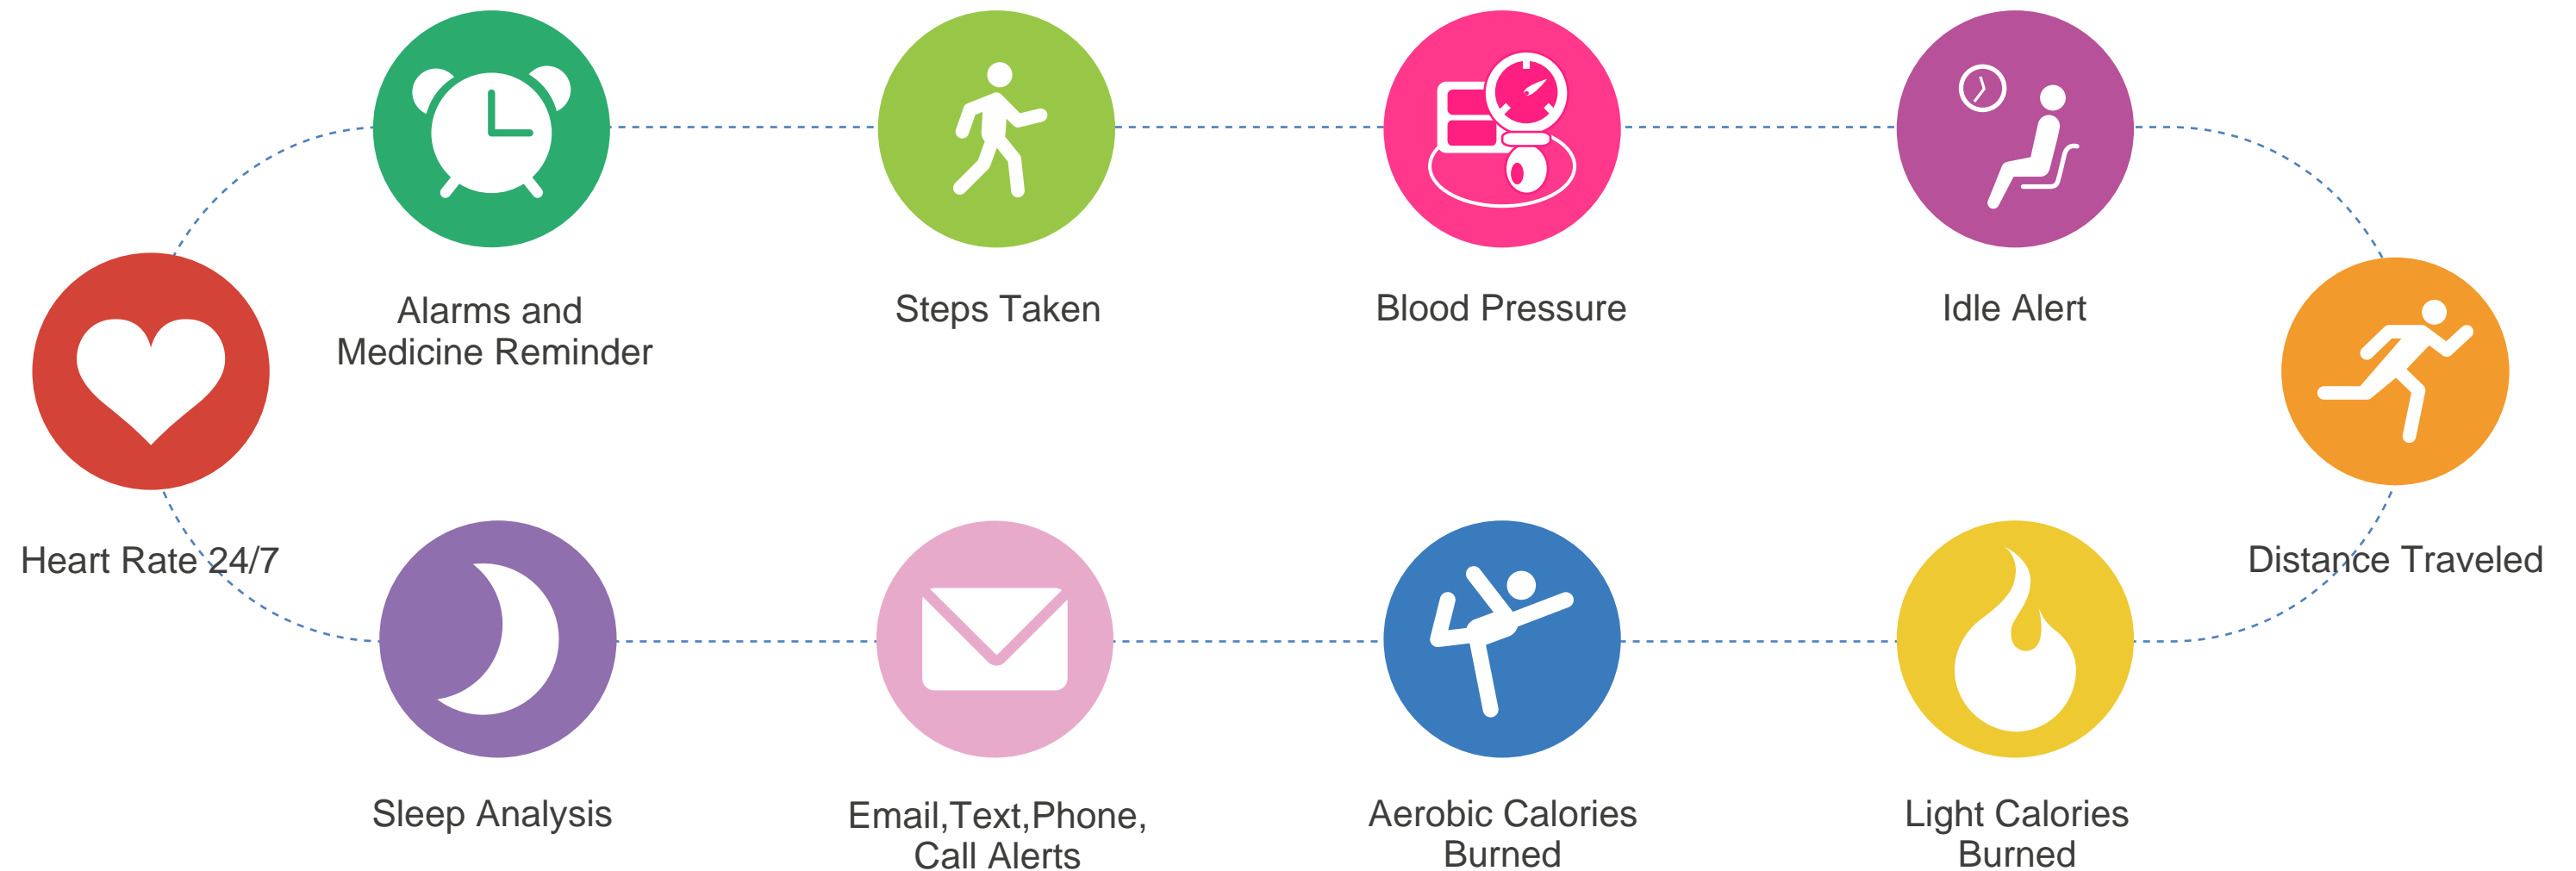 Alarms and
Medicine Reminder
Steps Taken
Blood Pressure
Idle Alert
Heart Rate 24/7
Distance Traveled
Sleep Analysis
Email,Text,Phone,
Call Alerts
Aerobic Calories
Burned
Light Calories
Burned